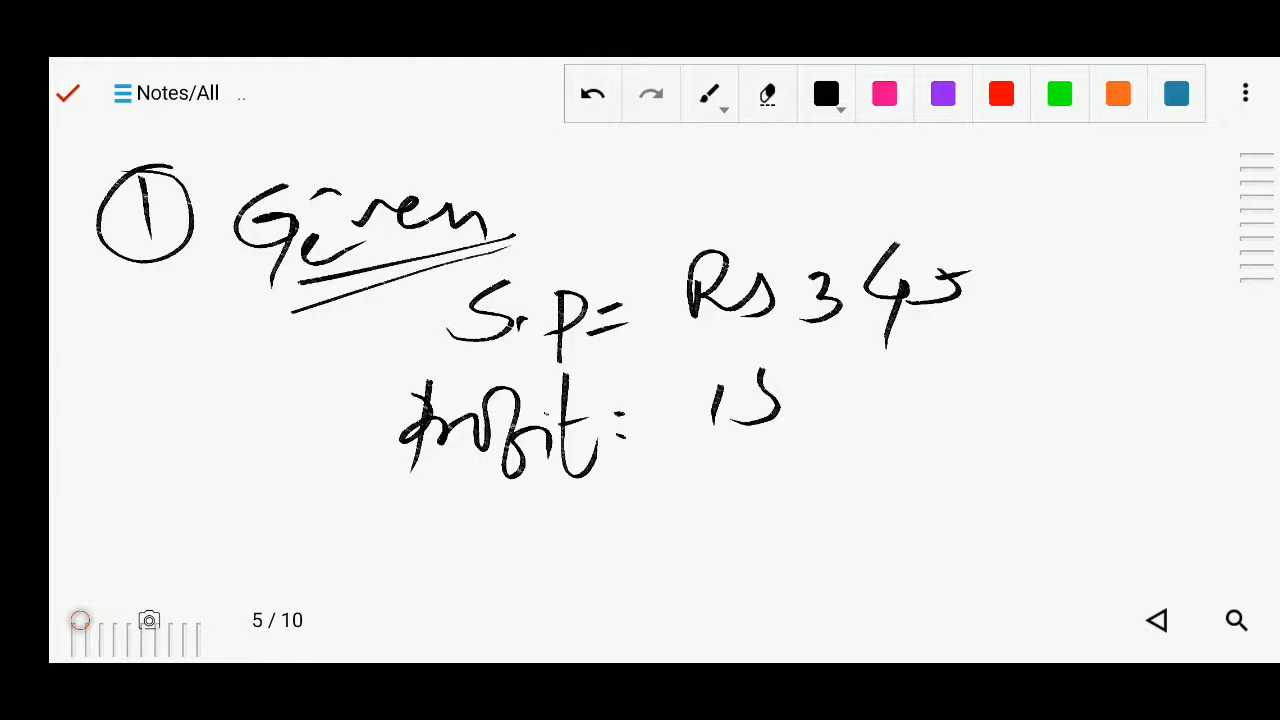 Notes/All ..
① Given
S.P= Rs 345
profit: 15
5 / 10